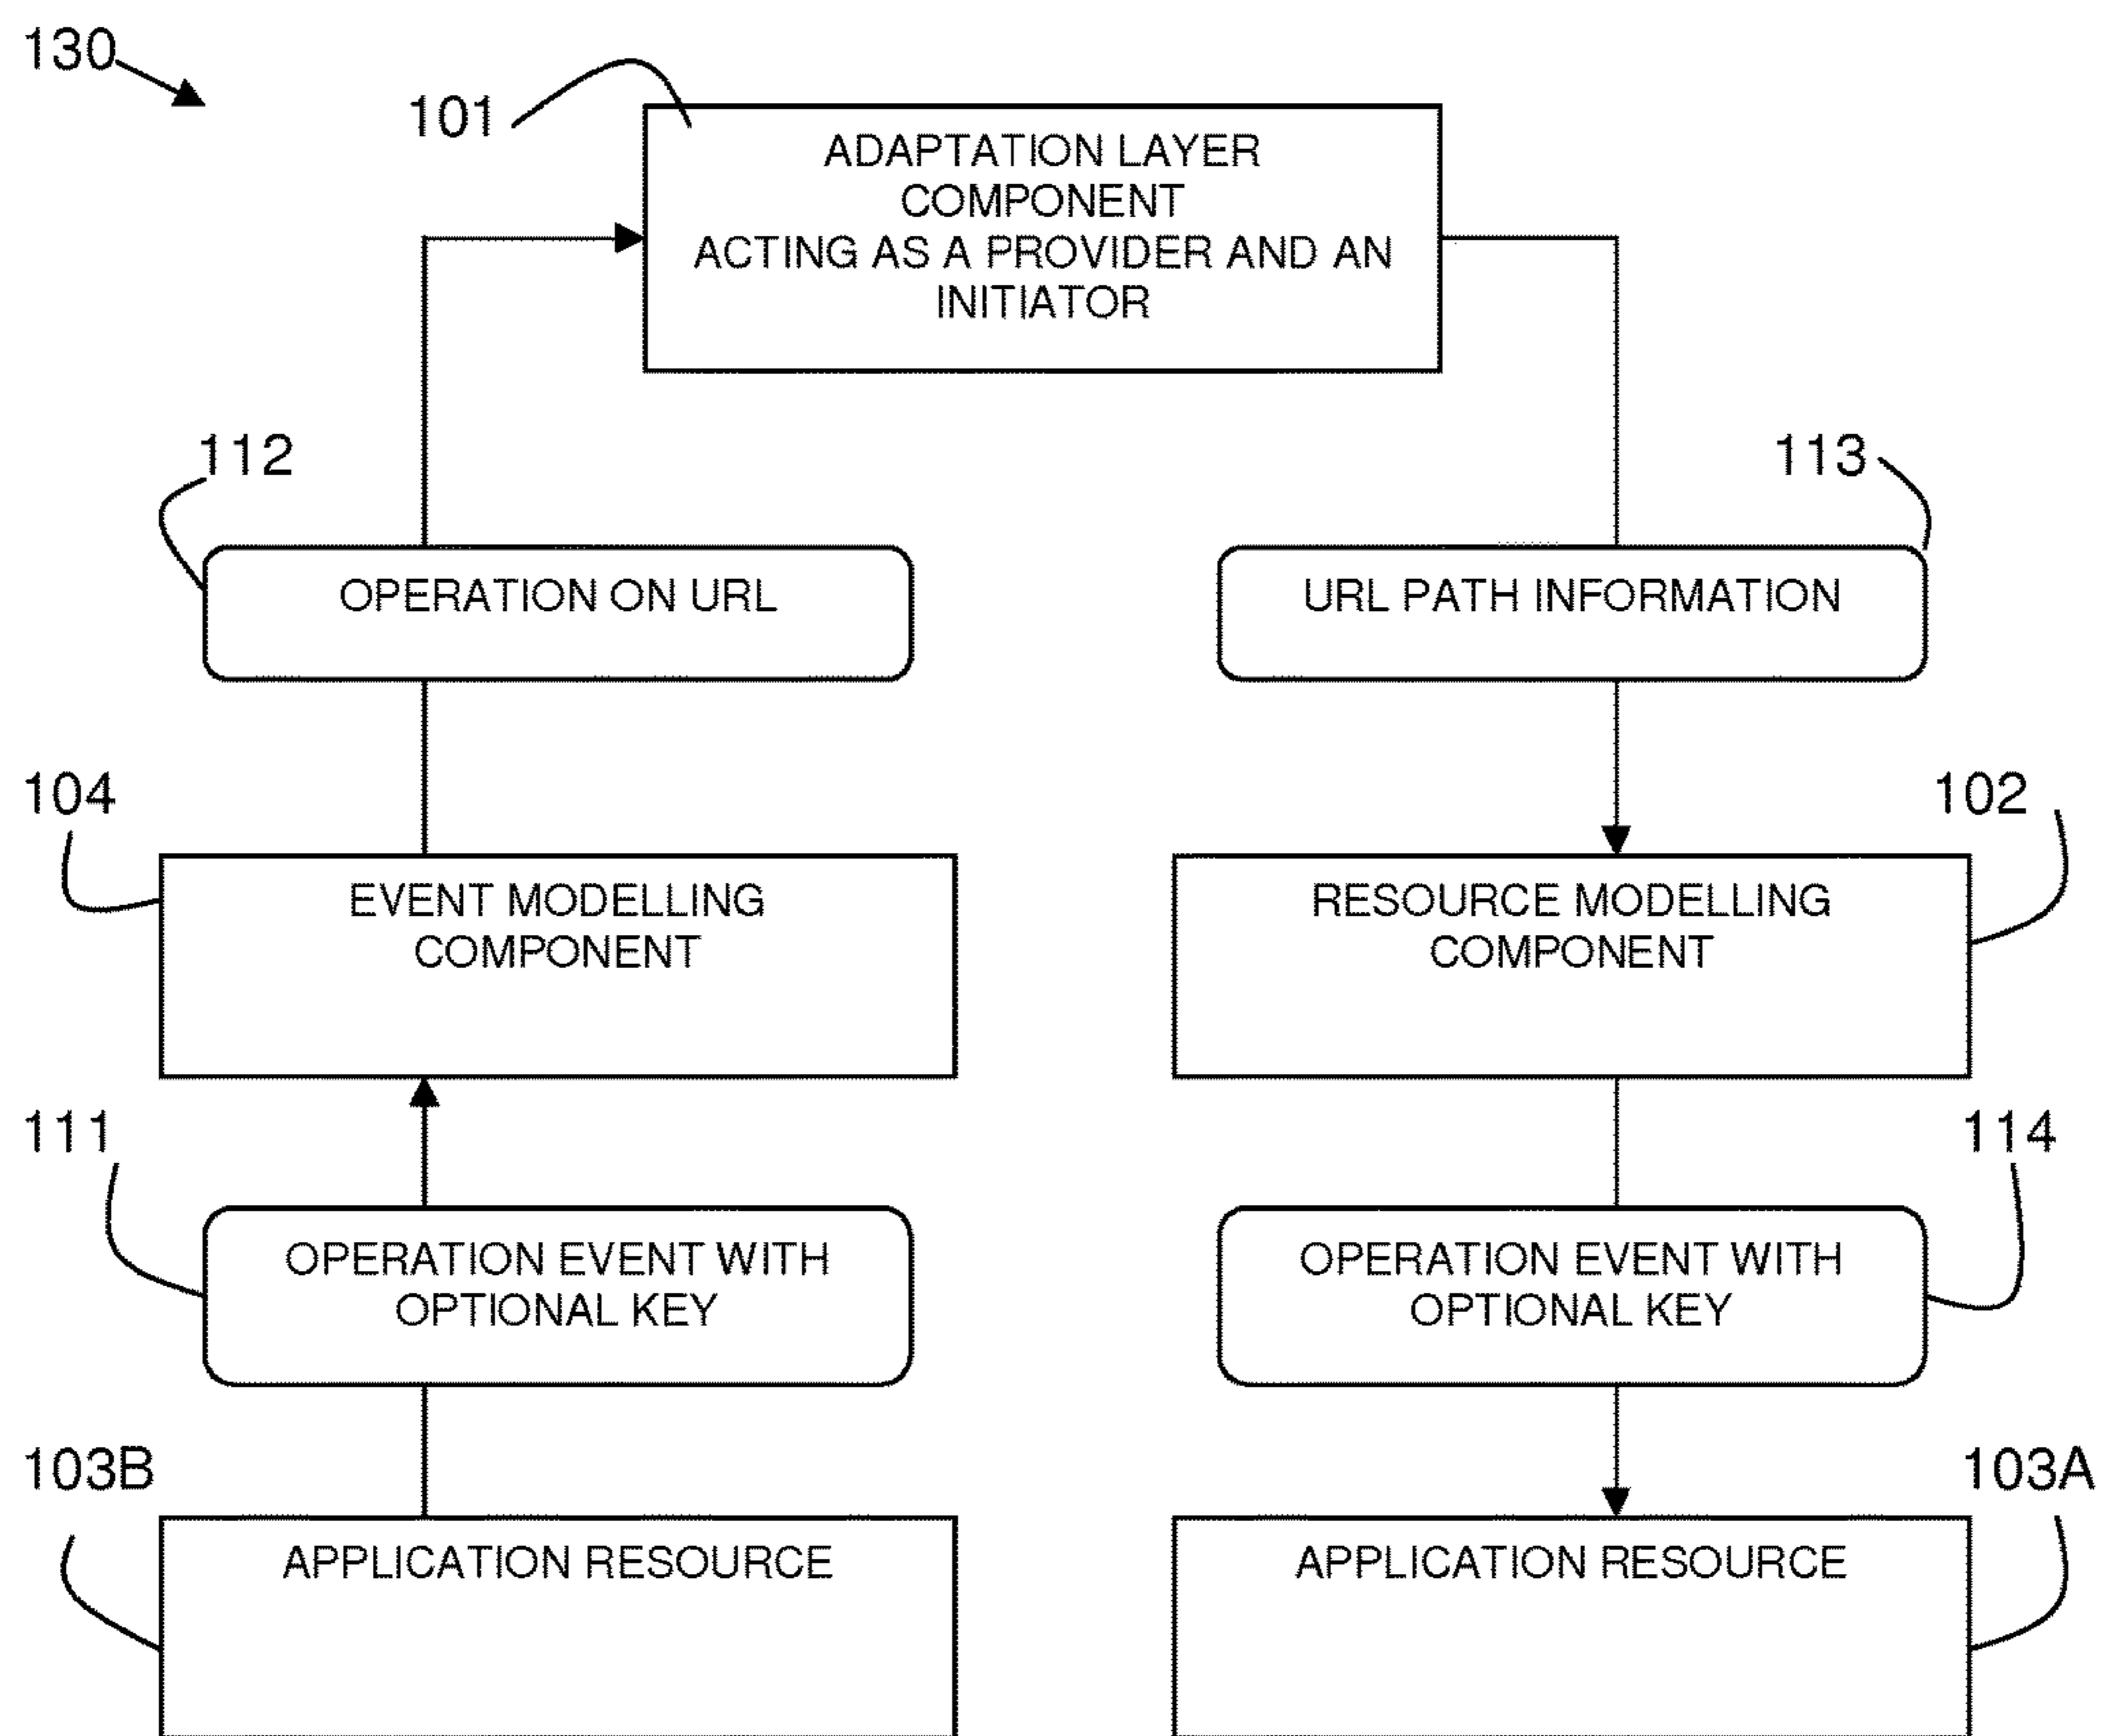 130
101
ADAPTATION LAYER
COMPONENT
ACTING AS A PROVIDER AND AN
INITIATOR
112
113
OPERATION ON URL
URL PATH INFORMATION
104
102
EVENT MODELLING
COMPONENT
RESOURCE MODELLING
COMPONENT
111
114
OPERATION EVENT WITH
OPTIONAL KEY
OPERATION EVENT WITH
OPTIONAL KEY
103B
103A
APPLICATION RESOURCE
APPLICATION RESOURCE